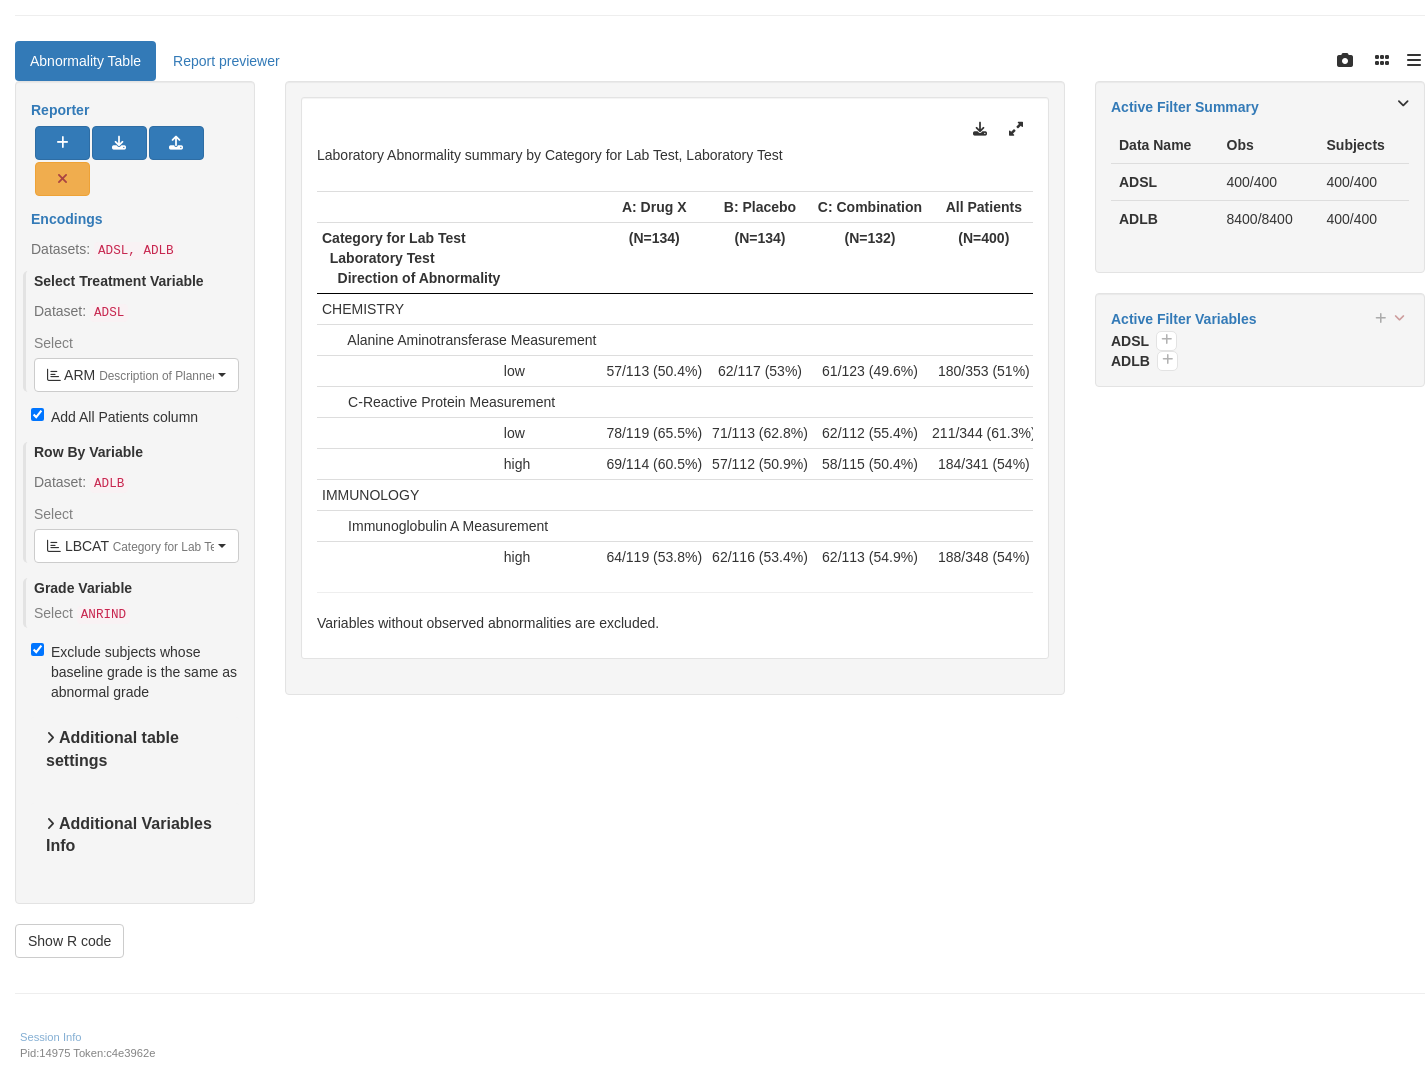 Abnormality Table
Report previewer
Reporter
Encodings
Datasets: ADSL, ADLB
Select Treatment Variable
Dataset: ADSL
Select
ARM Description of Planned
Add All Patients column
Row By Variable
Dataset: ADLB
Select
LBCAT Category for Lab Te
Grade Variable
Select ANRIND
Exclude subjects whose
baseline grade is the same as
abnormal grade
Additional table
settings
Additional Variables
Info
Show R code
Laboratory Abnormality summary by Category for Lab Test, Laboratory Test
A: Drug X B: Placebo C: Combination All Patients
Category for Lab Test (N=134) (N=134) (N=132) (N=400)
Laboratory Test
Direction of Abnormality
CHEMISTRY
Alanine Aminotransferase Measurement
low 57/113 (50.4%) 62/117 (53%) 61/123 (49.6%) 180/353 (51%)
C-Reactive Protein Measurement
low 78/119 (65.5%) 71/113 (62.8%) 62/112 (55.4%) 211/344 (61.3%)
high 69/114 (60.5%) 57/112 (50.9%) 58/115 (50.4%) 184/341 (54%)
IMMUNOLOGY
Immunoglobulin A Measurement
high 64/119 (53.8%) 62/116 (53.4%) 62/113 (54.9%) 188/348 (54%)
Variables without observed abnormalities are excluded.
Active Filter Summary
Data Name Obs Subjects
ADSL 400/400 400/400
ADLB 8400/8400 400/400
Active Filter Variables
ADSL
ADLB
Session Info
Pid:14975 Token:c4e3962e